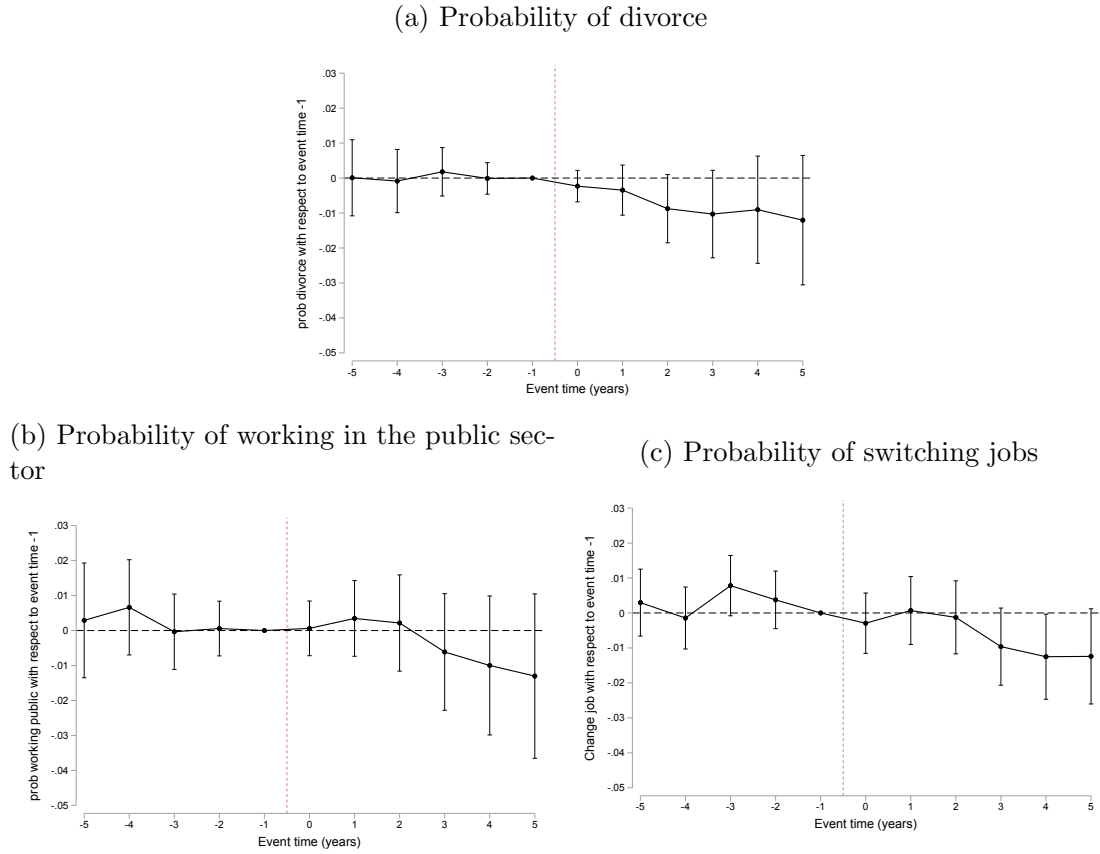 (a) Probability of divorce
prob divorce with respect to event time -1
.03
.02
.01
0
-.01
-.02
-.03
-.04
-.05
-5 -4 -3 -2 -1 0 1 2 3 4 5
Event time (years)
(b) Probability of working in the public sec-
tor
prob working public with respect to event time -1
.03
.02
.01
0
-.01
-.02
-.03
-.04
-.05
-5 -4 -3 -2 -1 0 1 2 3 4 5
Event time (years)
(c) Probability of switching jobs
Change job with respect to event time -1
.03
.02
.01
0
-.01
-.02
-.03
-.04
-.05
-5 -4 -3 -2 -1 0 1 2 3 4 5
Event time (years)